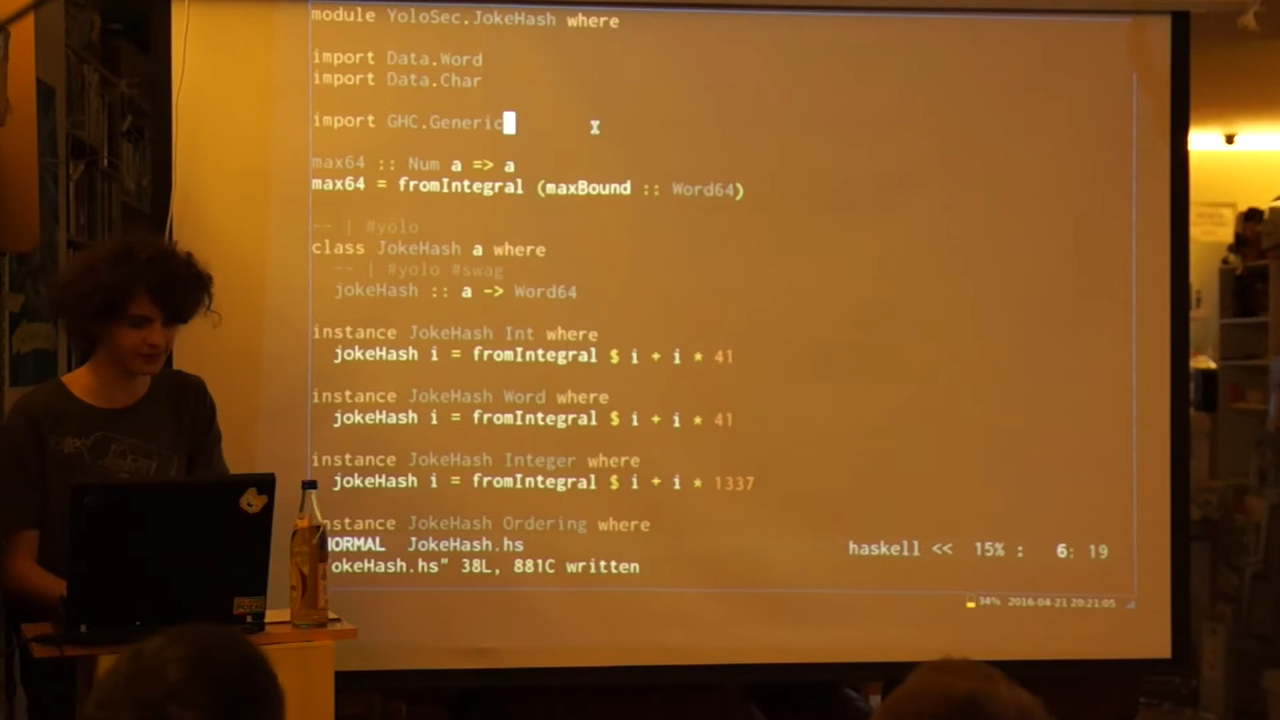 module YoloSec.JokeHash where
import Data.Word
import Data.Char
import GHC.Generic
max64 :: Num a => a
max64 = fromIntegral (maxBound :: Word64)
-- | #yolo
class JokeHash a where
-- | #yolo #swag
jokeHash :: a -> Word64
instance JokeHash Int where
jokeHash i = fromIntegral $ i + i * 41
instance JokeHash Word where
jokeHash i = fromIntegral $ i + i * 41
instance JokeHash Integer where
jokeHash i = fromIntegral $ i + i * 1337
nstance JokeHash Ordering where
NORMAL JokeHash.hs haskell << 15% : 6: 19
okeHash.hs" 38L, 881C written
34% 2016-04-21 20:21:05